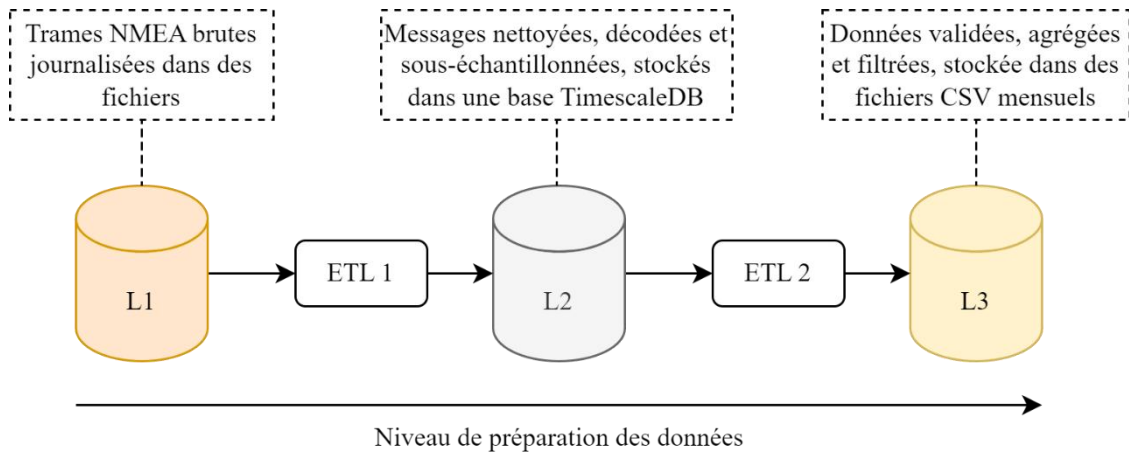 Trames NMEA brutes
journalisées dans des
fichiers
Messages nettoyées, décodées et
sous-échantillonnées, stockés
dans une base TimescaleDB
Données validées, agrégées
et filtrées, stockée dans des
fichiers CSV mensuels
L1
ETL 1
L2
ETL 2
L3
Niveau de préparation des données